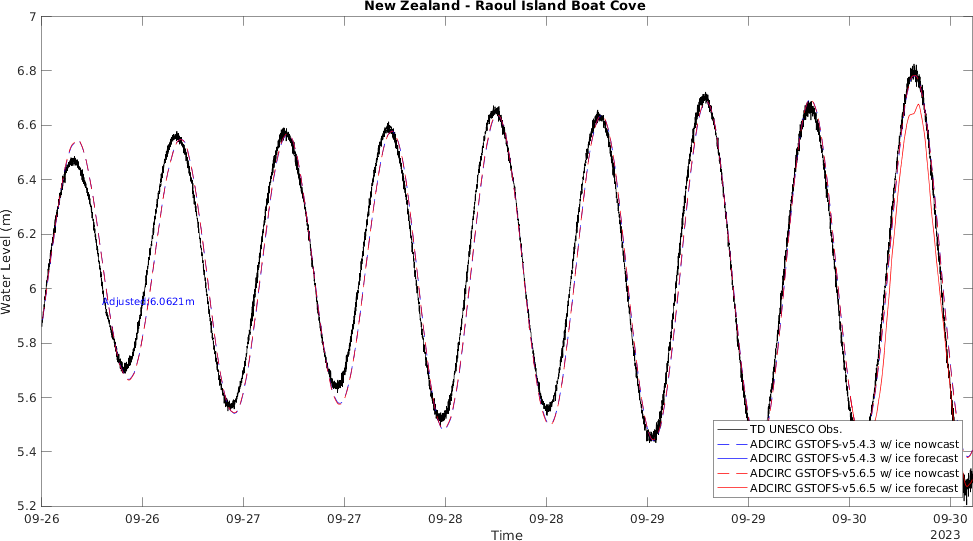 New Zealand - Raoul Island Boat Cove
7
6.8
6.6
6.4
6.2
6
5.8
5.6
5.4
5.2
Water Level (m)
Adjusted:6.0621m
TD UNESCO Obs.
ADCIRC GSTOFS-v5.4.3 w/ ice nowcast
ADCIRC GSTOFS-v5.4.3 w/ ice forecast
ADCIRC GSTOFS-v5.6.5 w/ ice nowcast
ADCIRC GSTOFS-v5.6.5 w/ ice forecast
09-26 09-26 09-27 09-27 09-28 09-28 09-29 09-29 09-30 09-30
2023
Time